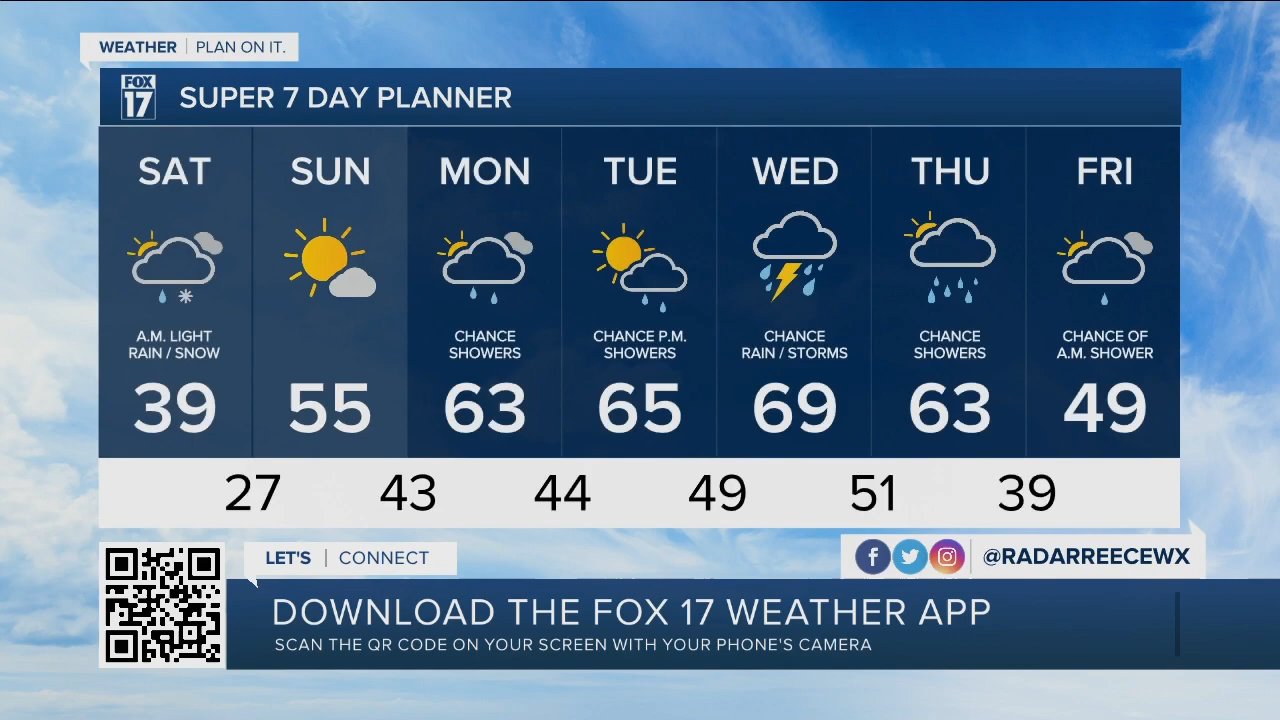 WEATHER | PLAN ON IT.
FOX
17
SUPER 7 DAY PLANNER
SAT SUN MON TUE WED THU FRI
A.M. LIGHT
RAIN / SNOW
CHANCE
SHOWERS
CHANCE P.M.
SHOWERS
CHANCE
RAIN / STORMS
CHANCE
SHOWERS
CHANCE OF
A.M. SHOWER
39 55 63 65 69 63 49
27 43 44 49 51 39
LET'S | CONNECT
@RADARREECEWX
DOWNLOAD THE FOX 17 WEATHER APP
SCAN THE QR CODE ON YOUR SCREEN WITH YOUR PHONE'S CAMERA